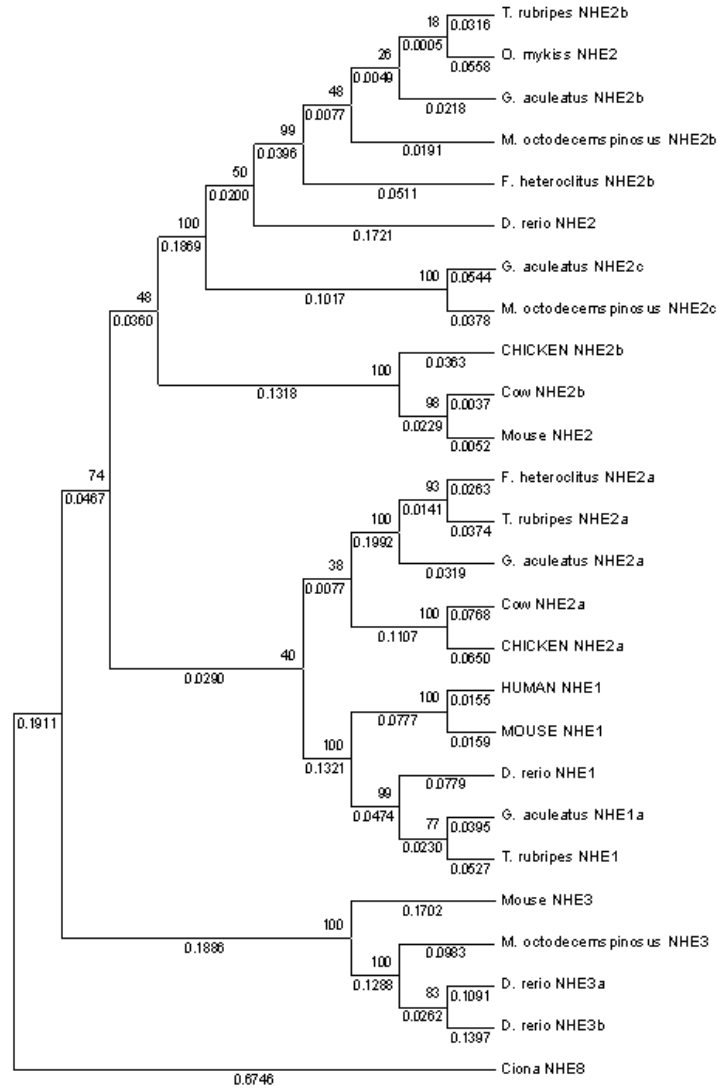 T. rubripes NHE2b
18
0.0316
0.0005
O. mykiss NHE2
26
0.0558
0.0049
G. aculeatus NHE2b
48
0.0218
0.0077
M. octodecemspinosus NHE2b
99
0.0191
0.0396
F. heteroclitus NHE2b
50
0.0511
0.0200
D. rerio NHE2
100
0.1721
0.1869
G. aculeatus NHE2c
100
0.0544
0.1017
48
M. octodecemspinosus NHE2c
0.0360
0.0378
CHICKEN NHE2b
100
0.0363
0.1318
Cow NHE2b
98
0.0037
0.0229
Mouse NHE2
0.0052
74
F. heteroclitus NHE2a
0.0467
93
0.0263
0.0141
100
T. rubripes NHE2a
0.1992
0.0374
G. aculeatus NHE2a
38
0.0319
0.0077
Cow NHE2a
100
0.0768
0.1107
CHICKEN NHE2a
40
0.0650
0.0290
HUMAN NHE1
100
0.0155
0.0777
0.1911
MOUSE NHE1
100
0.0159
0.1321
D. rerio NHE1
99
0.0779
0.0474
G. aculeatus NHE1a
77
0.0395
0.0230
T. rubripes NHE1
0.0527
Mouse NHE3
100
0.1702
0.1886
M. octodecemspinosus NHE3
100
0.0983
0.1288
D. rerio NHE3a
83
0.1091
0.0262
D. rerio NHE3b
0.1397
Ciona NHE8
0.6746